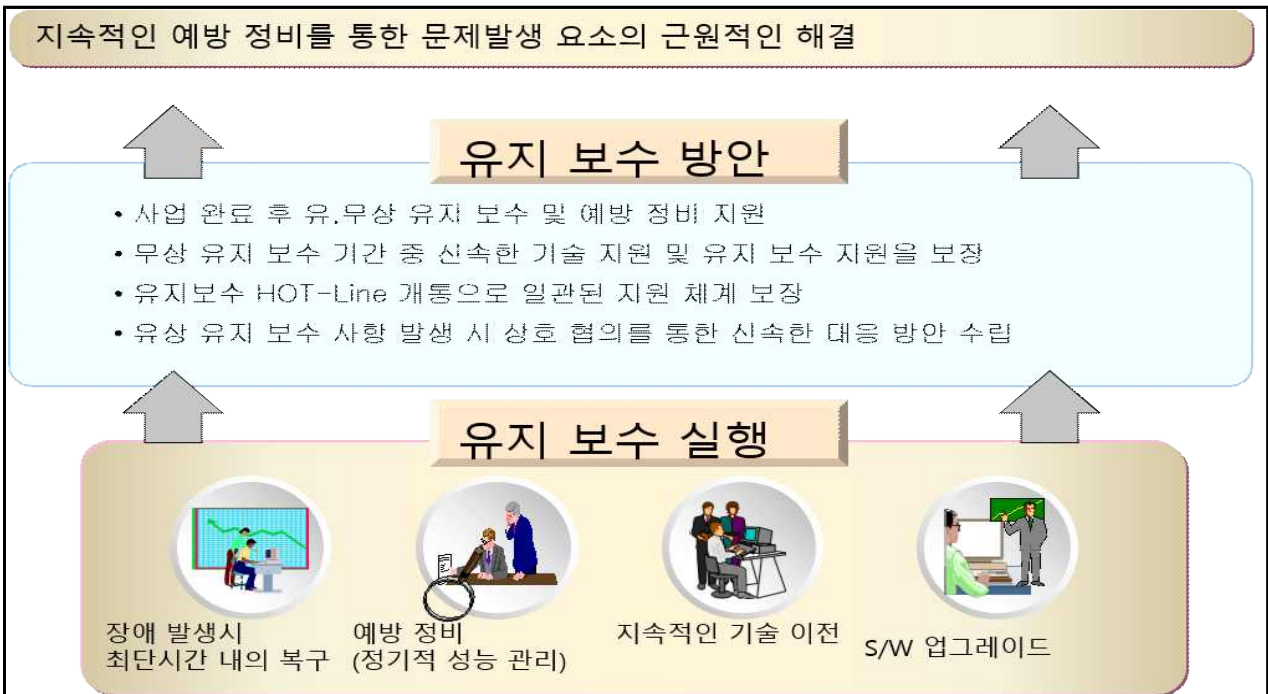 지속적인 예방 정비를 통한 문제발생 요소의 근원적인 해결
유지 보수 방안
• 사업 완료 후 유.무상 유지 보수 및 예방 정비 지원
• 무상 유지 보수 기간 중 신속한 기술 지원 및 유지 보수 지원을 보장
• 유지보수 HOT-Line 개통으로 일관된 지원 체계 보장
• 유상 유지 보수 사항 발생 시 상호 협의를 통한 신속한 대응 방안 수립
유지 보수 실행
장애 발생시
최단시간 내의 복구
예방 정비
(정기적 성능 관리)
지속적인 기술 이전
S/W 업그레이드